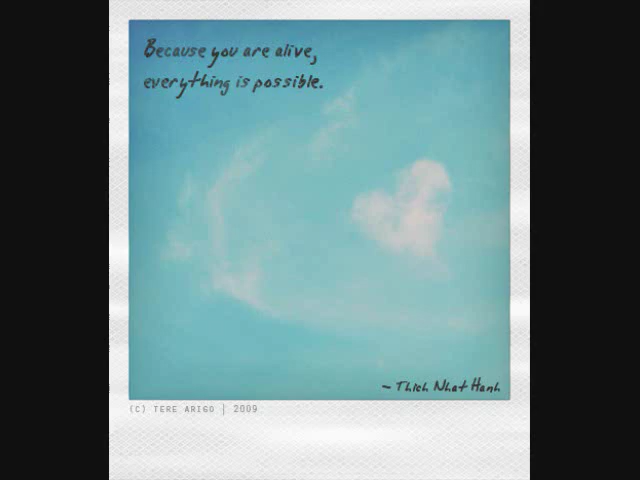 Because you are alive,
everything is possible.
~ Thich Nhat Hanh
(C) TERE ARIGO | 2009